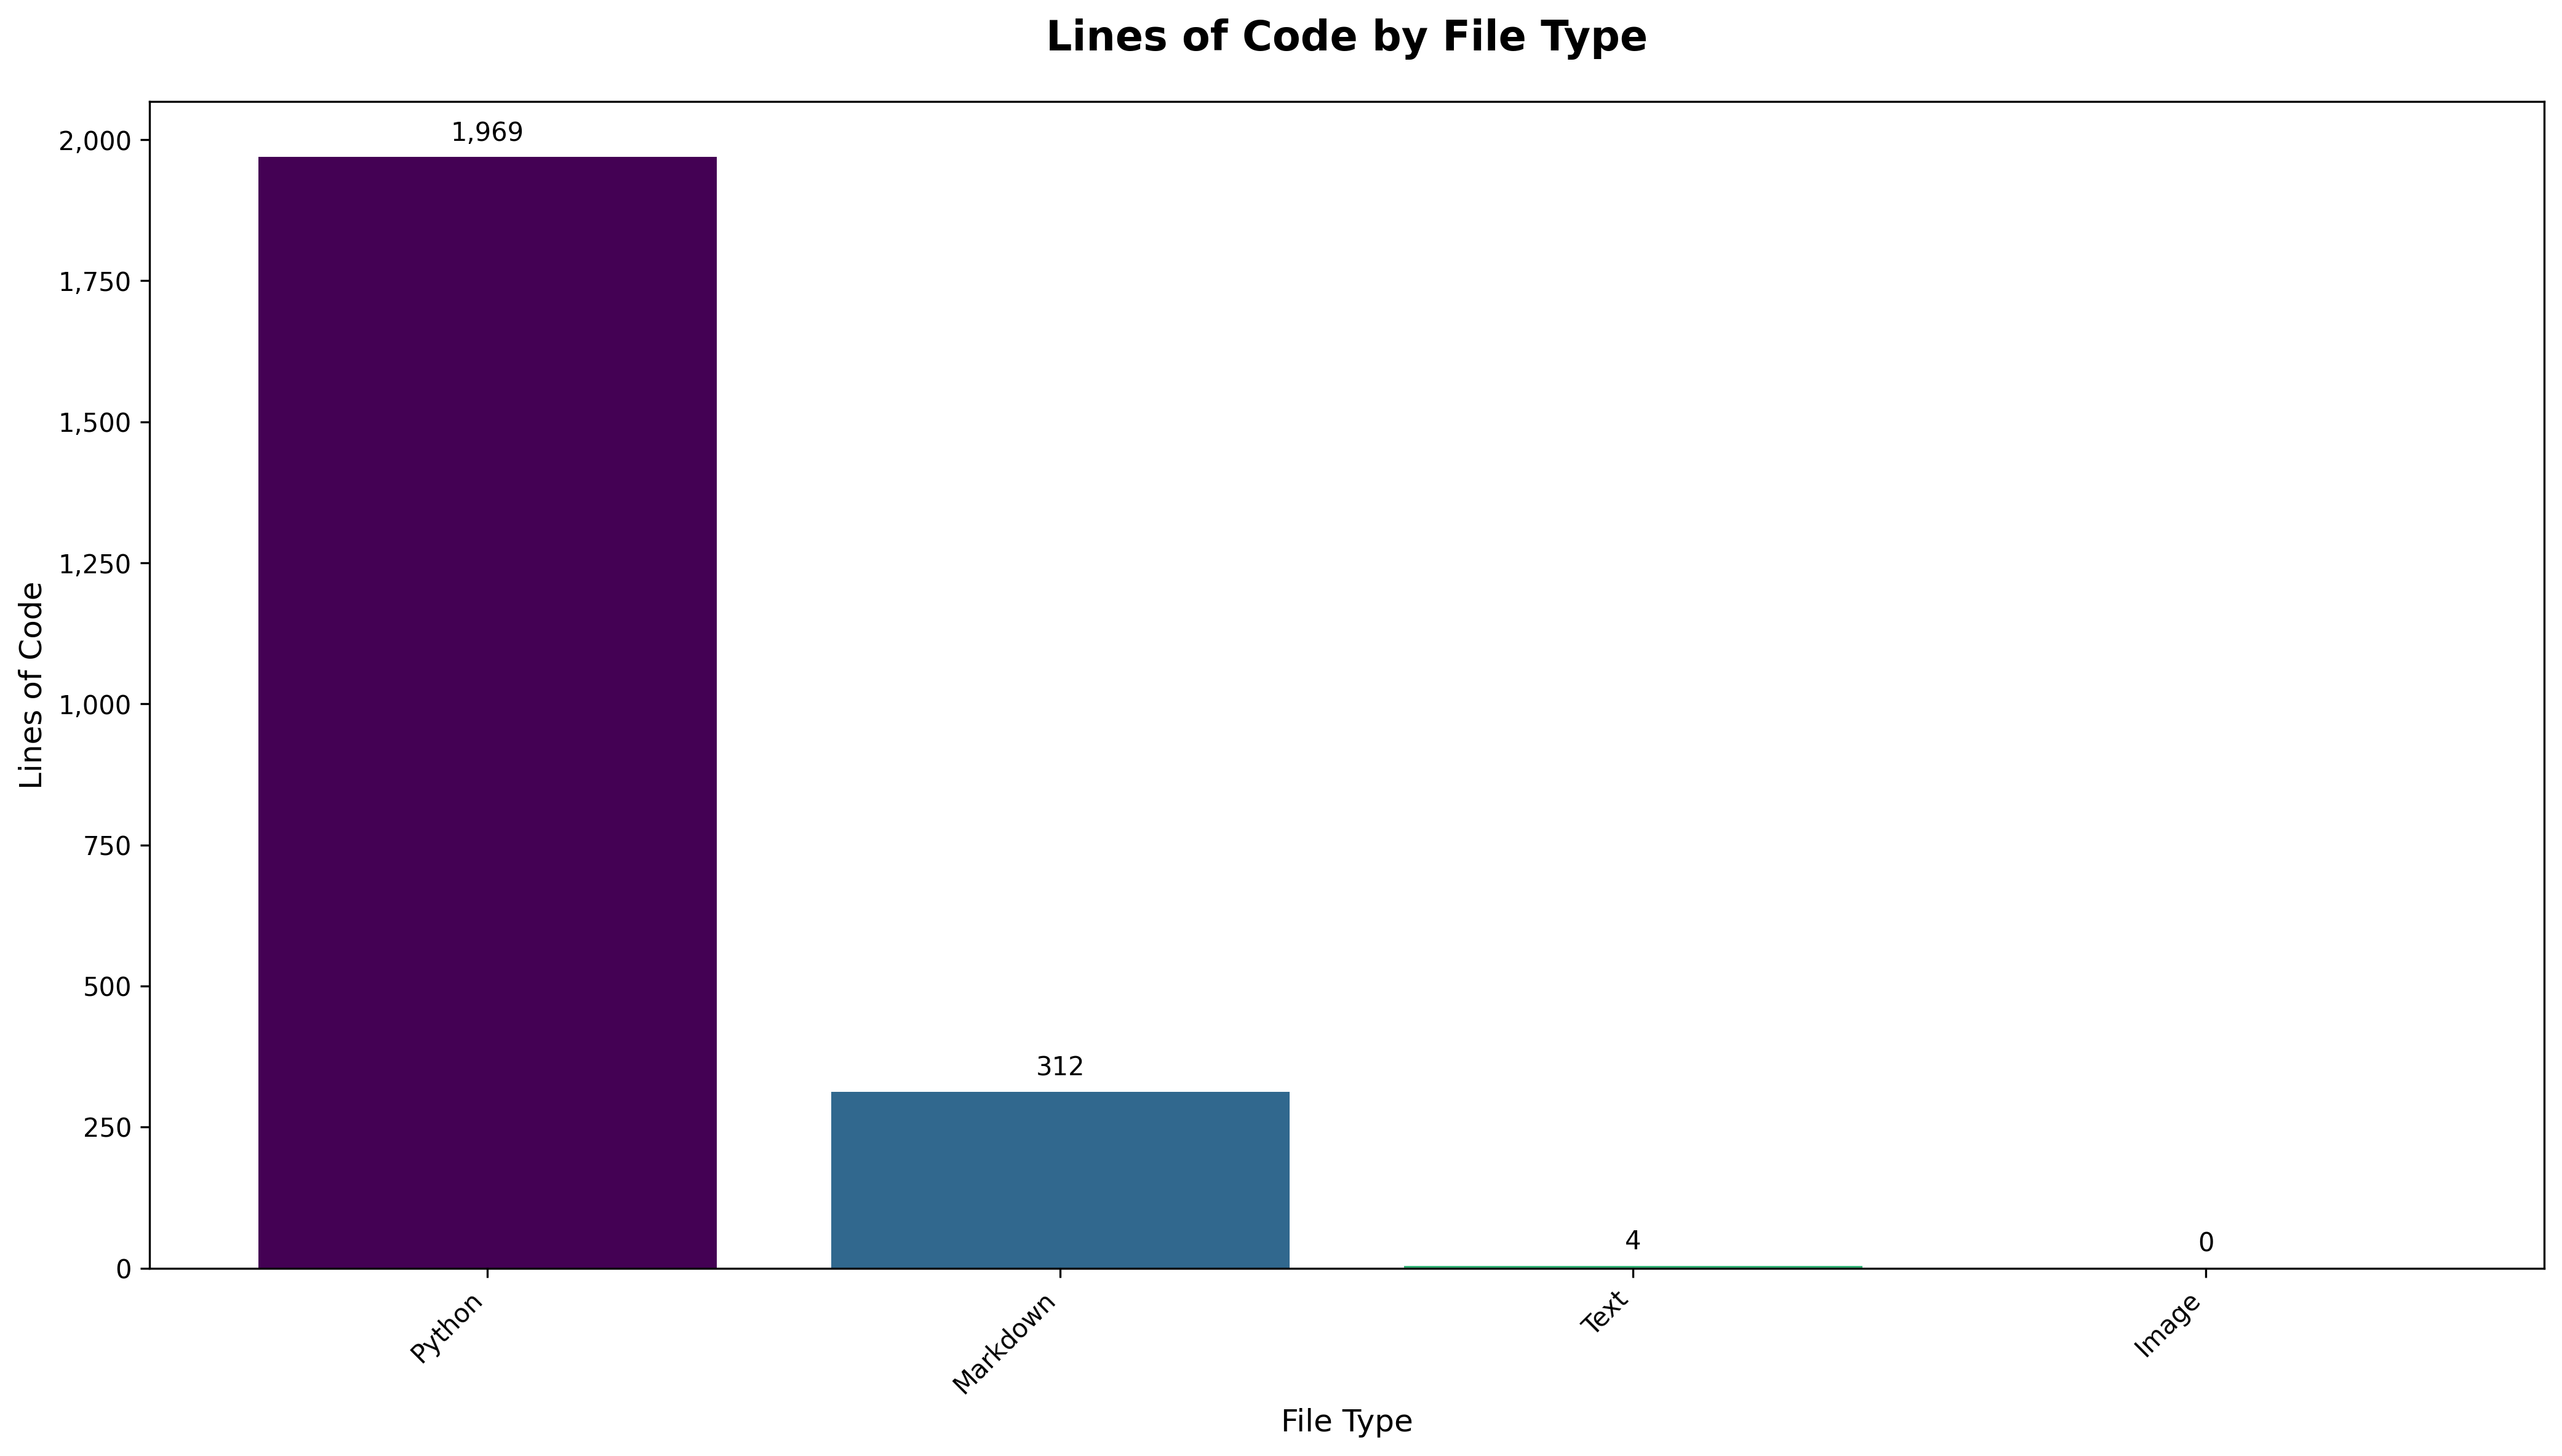 Lines of Code by File Type
Lines of Code
2,000
1,750
1,500
1,250
1,000
750
500
250
0
1,969
312
4
0
Python
Markdown
Text
Image
File Type